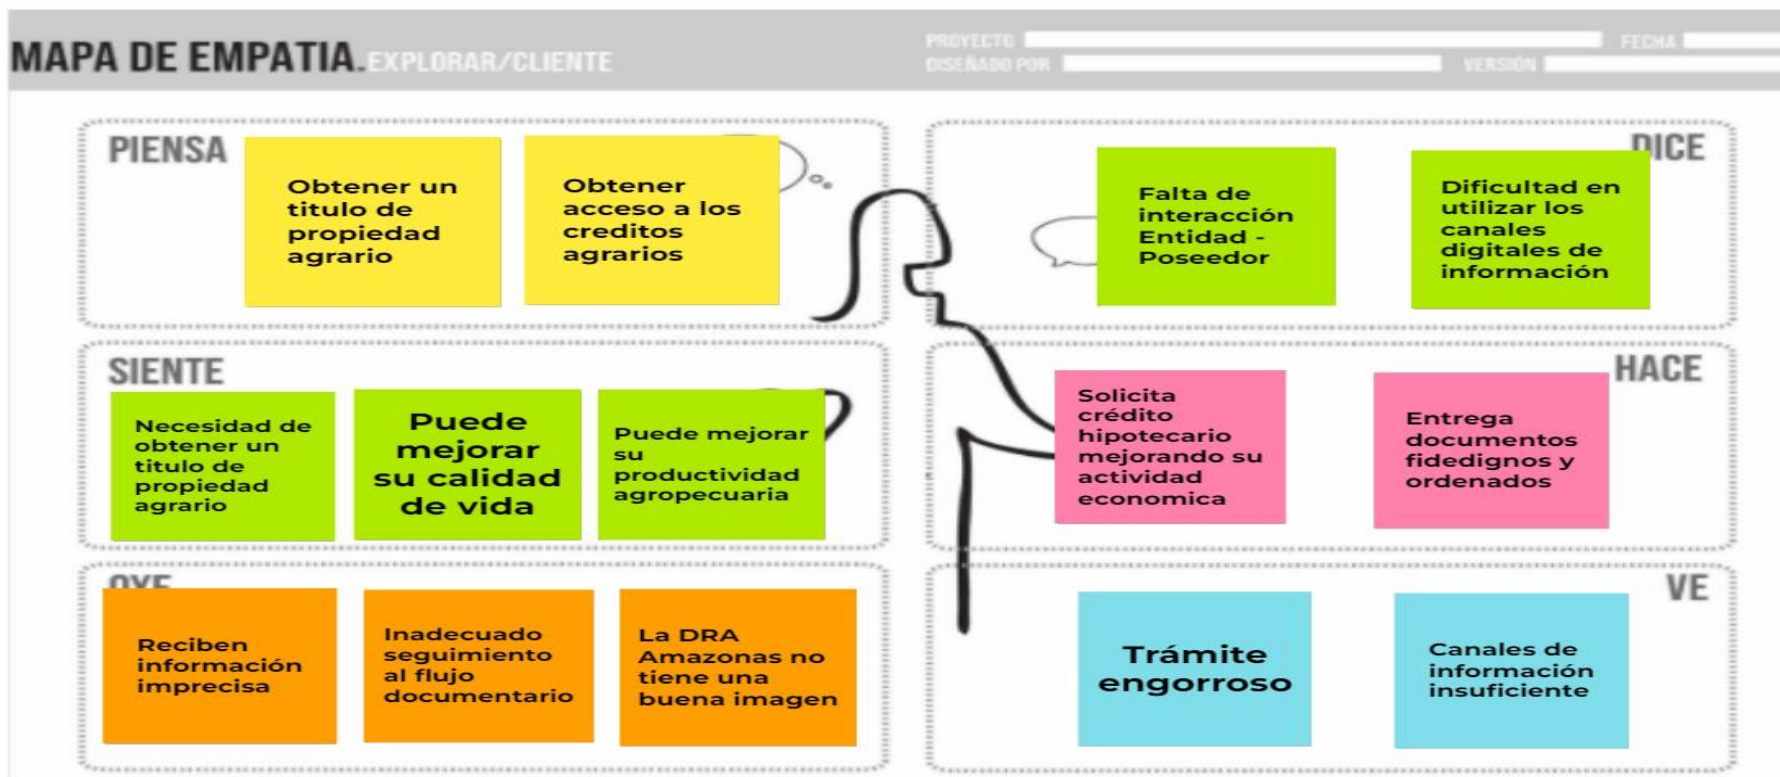 MAPA DE EMPATIA.EXPLORAR/CLIENTE
PROYECTO
FECHA
DISEÑADO POR
VERSIÓN
PIENSA
Obtener un
titulo de
propiedad
agrario
Obtener
acceso a los
creditos
agrarios
DICE
Falta de
interacción
Entidad -
Poseedor
Dificultad en
utilizar los
canales
digitales de
información
SIENTE
Necesidad de
obtener un
titulo de
propiedad
agrario
Puede
mejorar
su calidad
de vida
Puede mejorar
su
productividad
agropecuaria
HACE
Solicita
crédito
hipotecario
mejorando su
actividad
economica
Entrega
documentos
fidedignos y
ordenados
OYE
Reciben
información
imprecisa
Inadecuado
seguimiento
al flujo
documentario
La DRA
Amazonas no
tiene una
buena imagen
VE
Trámite
engorroso
Canales de
información
insuficiente